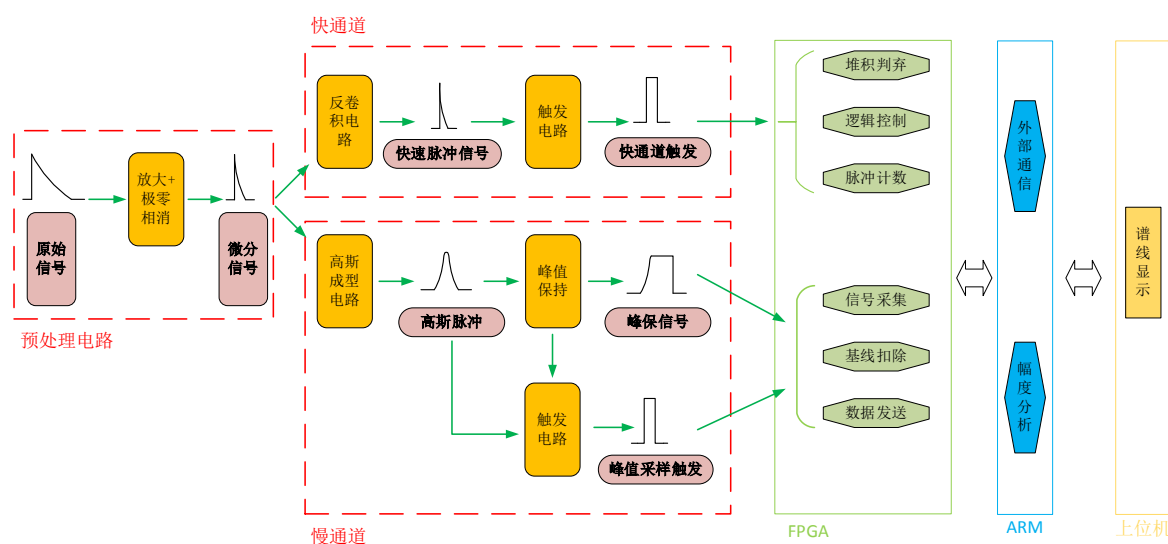 快通道
反卷
积电
路
快速脉冲信号
触发
电路
快通道触发
放大+
极零
相消
原始
信号
微分
信号
预处理电路
高斯
成型
电路
高斯脉冲
峰值
保持
峰保信号
触发
电路
峰值采样触发
慢通道
堆积判弃
逻辑控制
脉冲计数
信号采集
基线扣除
数据发送
FPGA
外部通信
幅度分析
ARM
谱线显示
上位机